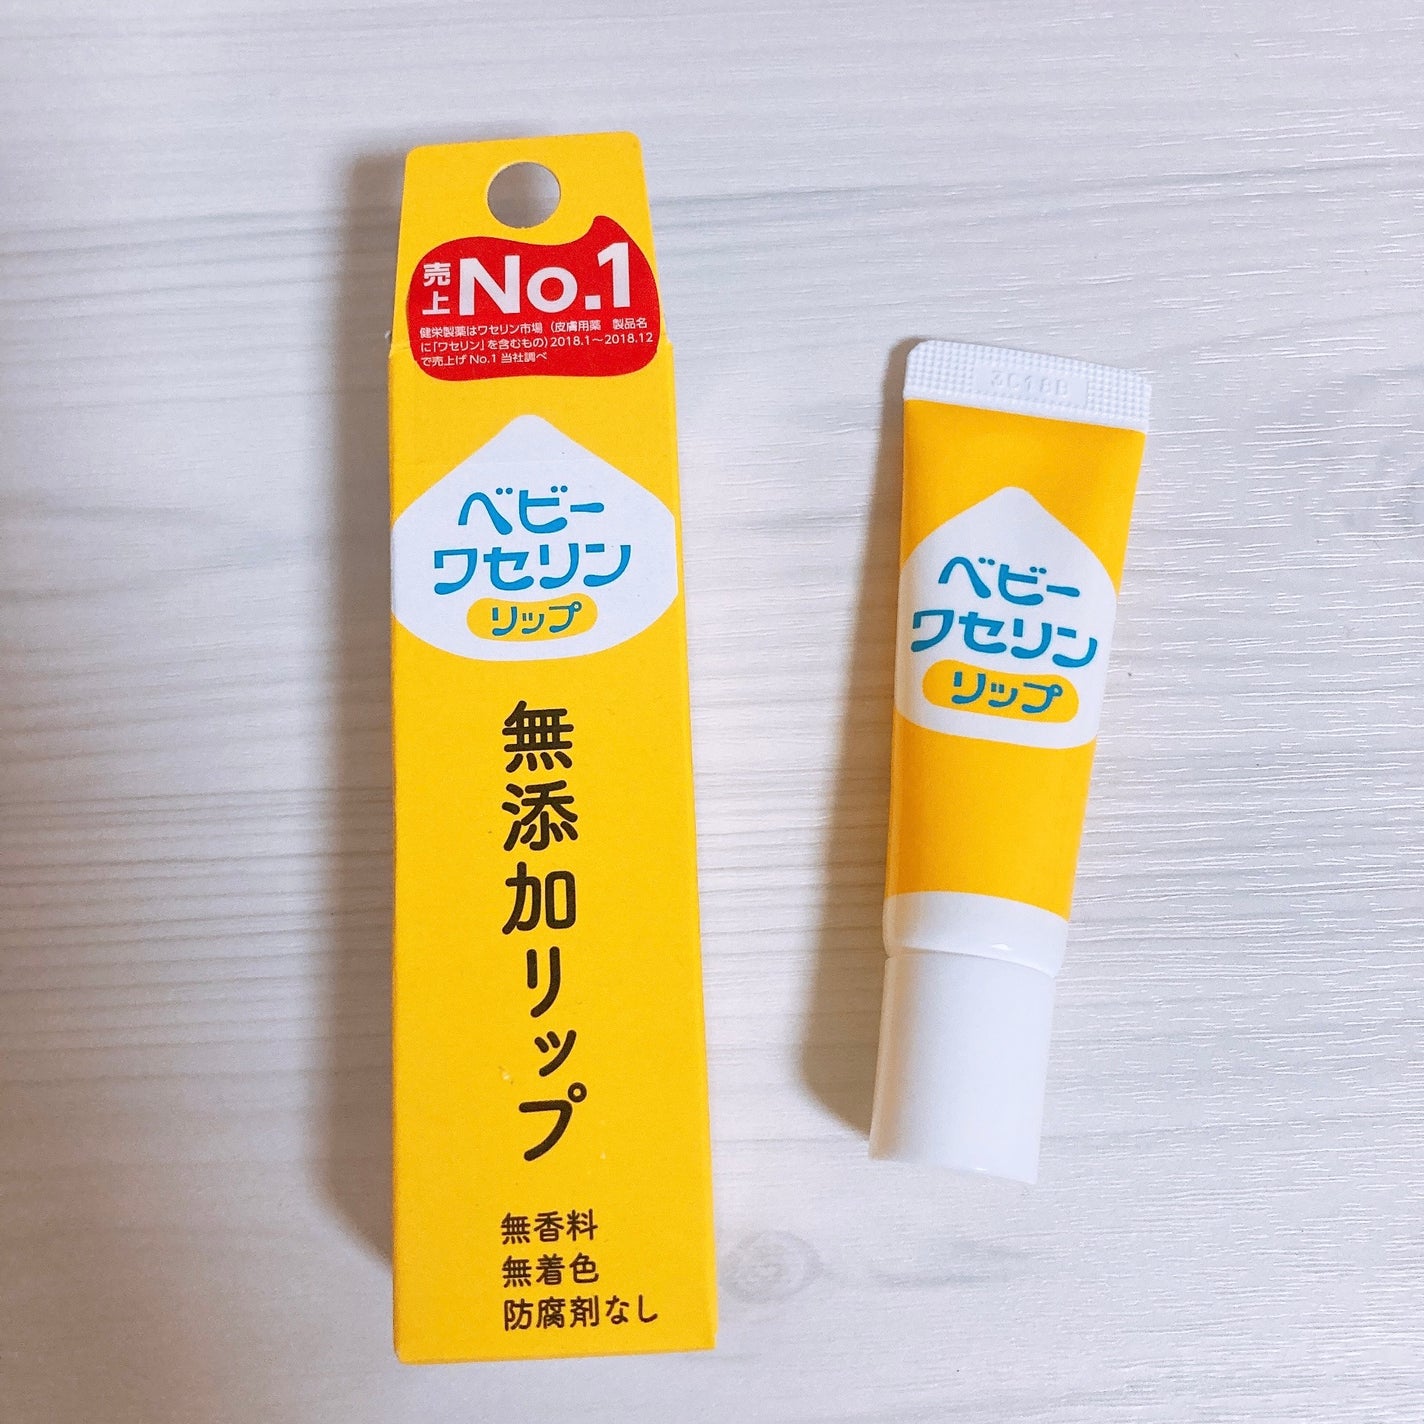 売上 No.1
健栄製薬はワセリン市場（皮膚用薬　製品名
に「ワセリン」を含むもの）2018.1～2018.12
で売上げ No.1 当社調べ
ベビー
ワセリン
リップ
無添加リップ
無香料
無着色
防腐剤なし
ベビー
ワセリン
リップ